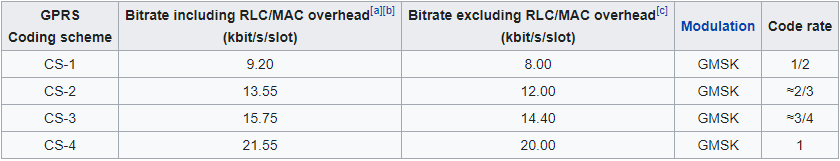 GPRS Coding scheme | Bitrate including RLC/MAC overhead[a][b] (kbit/s/slot) | Bitrate excluding RLC/MAC overhead[c] (kbit/s/slot) | Modulation | Code rate
CS-1 | 9.20 | 8.00 | GMSK | 1/2
CS-2 | 13.55 | 12.00 | GMSK | ≈2/3
CS-3 | 15.75 | 14.40 | GMSK | ≈3/4
CS-4 | 21.55 | 20.00 | GMSK | 1